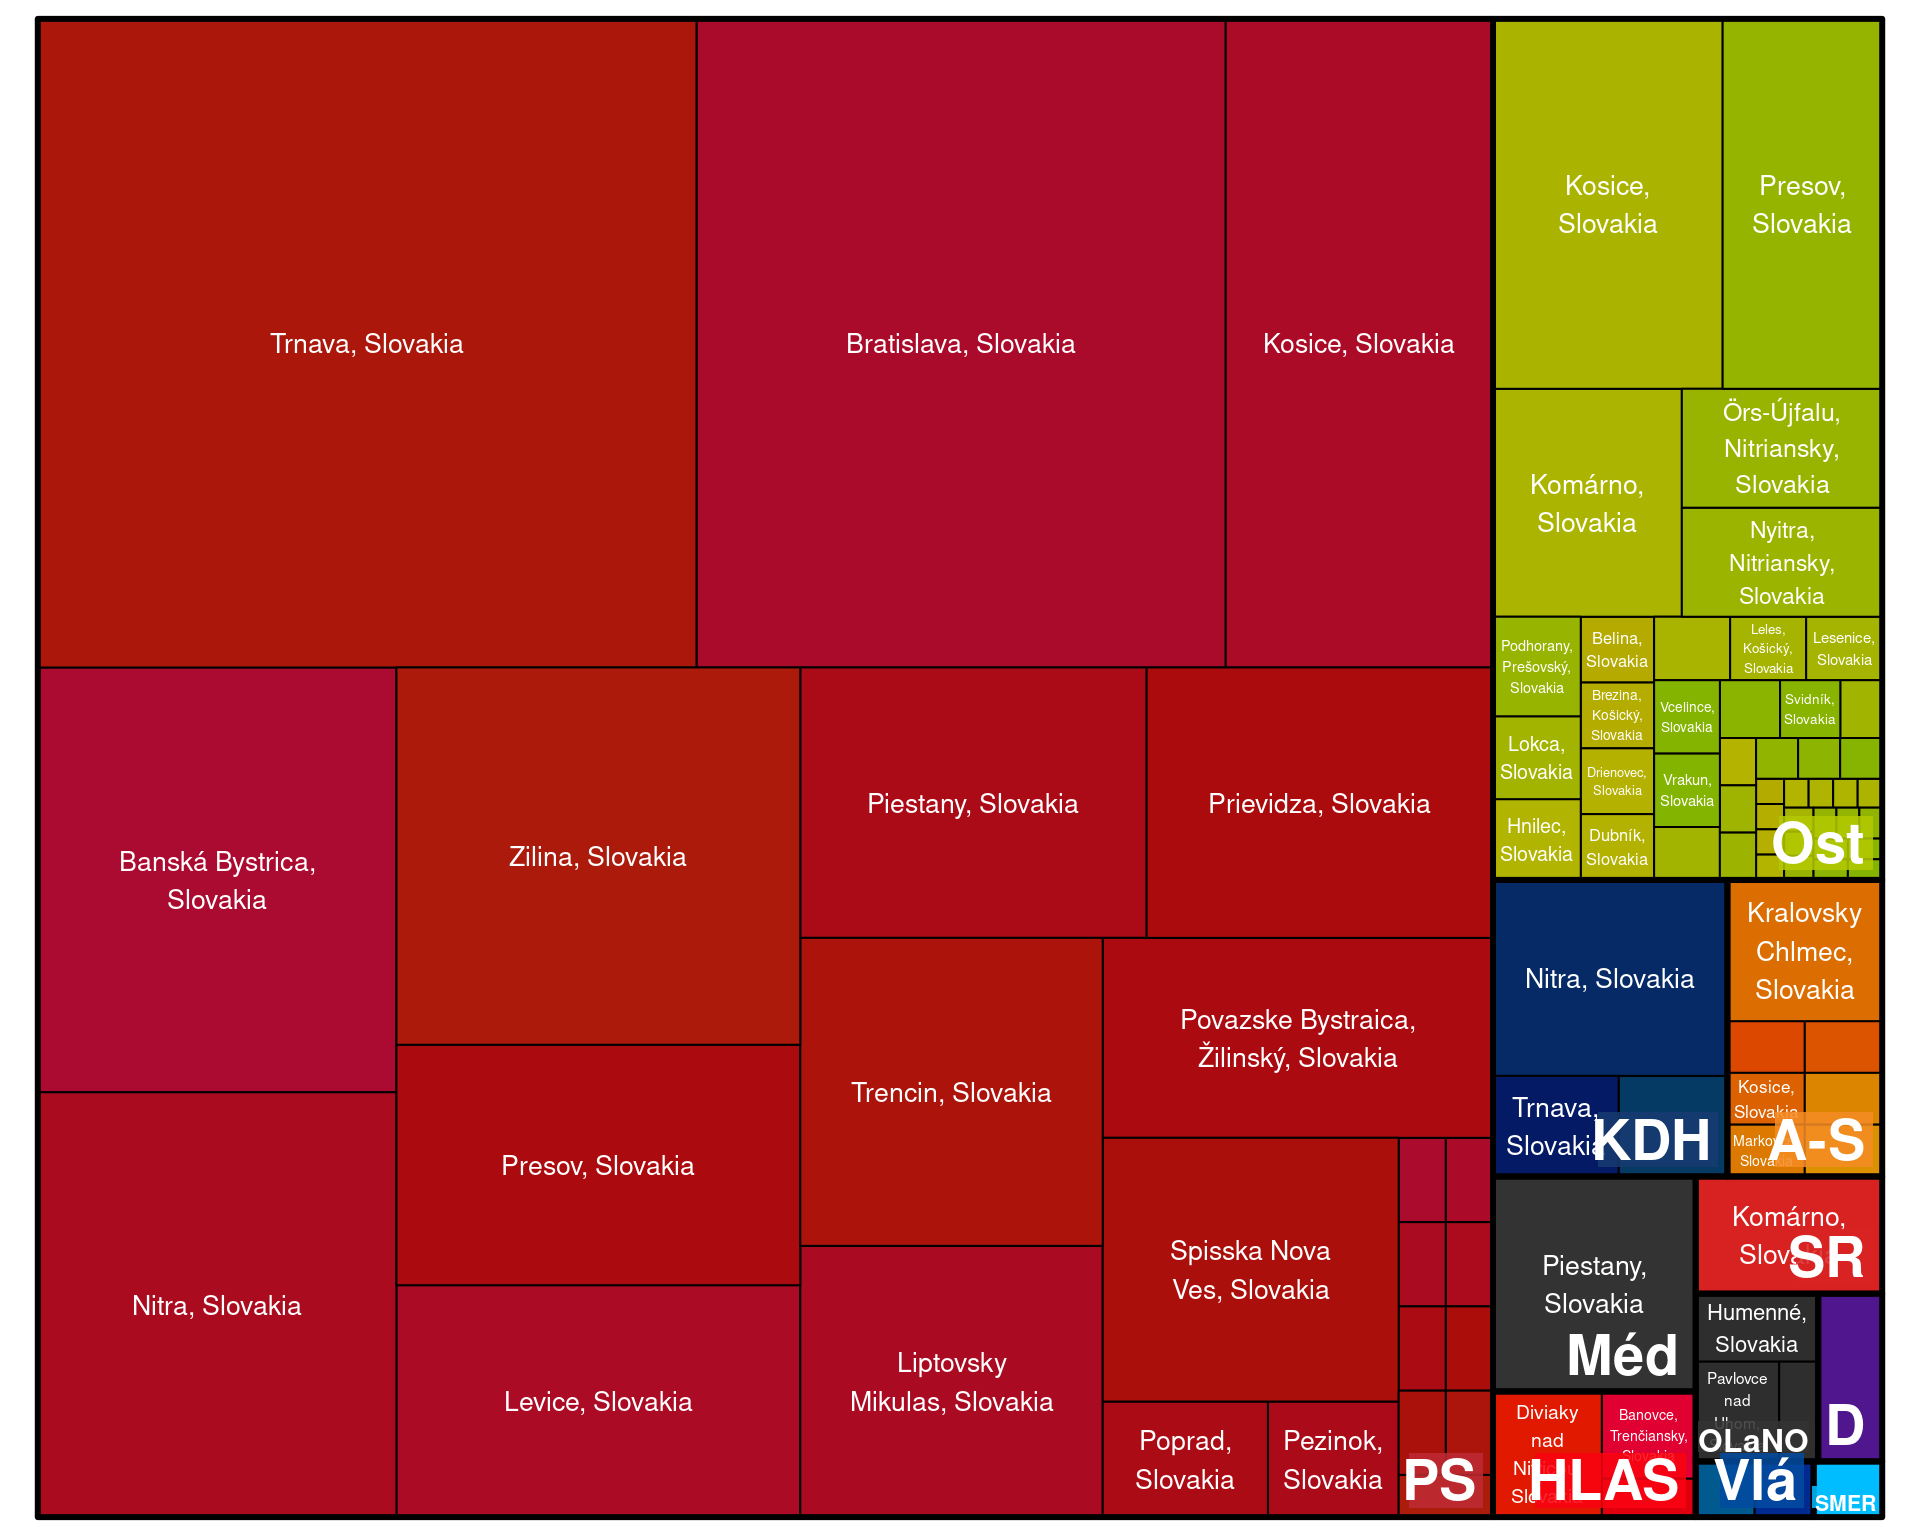 Trnava, Slovakia
Bratislava, Slovakia
Kosice, Slovakia
Banská Bystrica,
Slovakia
Zilina, Slovakia
Piestany, Slovakia
Prievidza, Slovakia
Trencin, Slovakia
Povazske Bystraica,
Žilinský, Slovakia
Presov, Slovakia
Nitra, Slovakia
Levice, Slovakia
Liptovsky
Mikulas, Slovakia
Spisska Nova
Ves, Slovakia
Poprad,
Slovakia
Pezinok,
Slovakia
PS
Kosice,
Slovakia
Presov,
Slovakia
Komárno,
Slovakia
Örs-Újfalu,
Nitriansky,
Slovakia
Nyitra,
Nitriansky,
Slovakia
Podhorany,
Prešovský,
Slovakia
Lokca,
Slovakia
Hnilec,
Slovakia
Belina,
Slovakia
Brezina,
Košický,
Slovakia
Drienovec,
Slovakia
Dubník,
Slovakia
Leles,
Košický,
Slovakia
Lesenice,
Slovakia
Vcelince,
Slovakia
Svidník,
Slovakia
Vrakun,
Slovakia
Ost
Nitra, Slovakia
Trnava,
Slovakia
KDH
Kralovsky
Chlmec,
Slovakia
Kosice,
Slovakia
Slovakia
A-S
Piestany,
Slovakia
Méd
Komárno,
SR
Humenné,
Slovakia
Pavlovce
nad
Uhom,
OLaNO
D
Diviaky
nad
Banovce,
Trenčiansky,
Slovakia
HLAS
Vlá
SMER